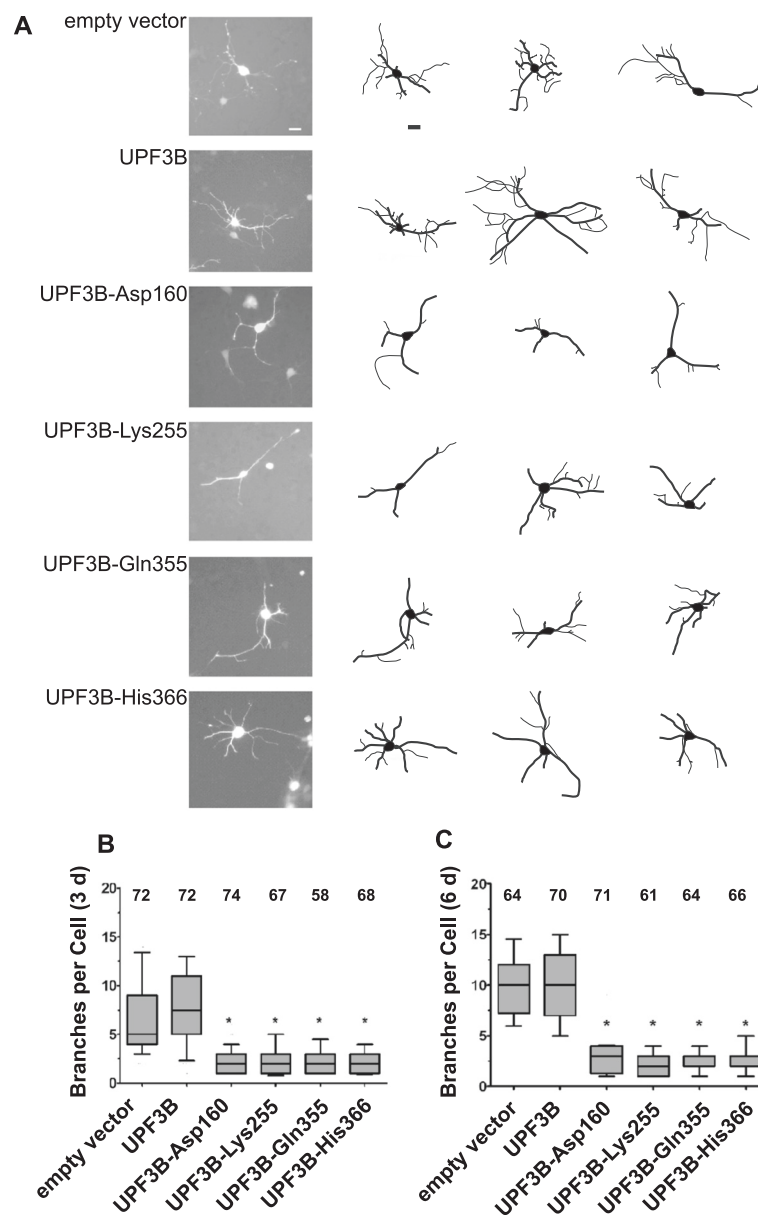 A
empty vector
UPF3B
UPF3B-Asp160
UPF3B-Lys255
UPF3B-Gln355
UPF3B-His366
B
Branches per Cell (3 d)
20
15
10
5
0
72 72 74 67 58 68
* * * *
empty vector
UPF3B
UPF3B-Asp160
UPF3B-Lys255
UPF3B-Gln355
UPF3B-His366
C
Branches per Cell (6 d)
20
15
10
5
0
64 70 71 61 64 66
* * * *
empty vector
UPF3B
UPF3B-Asp160
UPF3B-Lys255
UPF3B-Gln355
UPF3B-His366